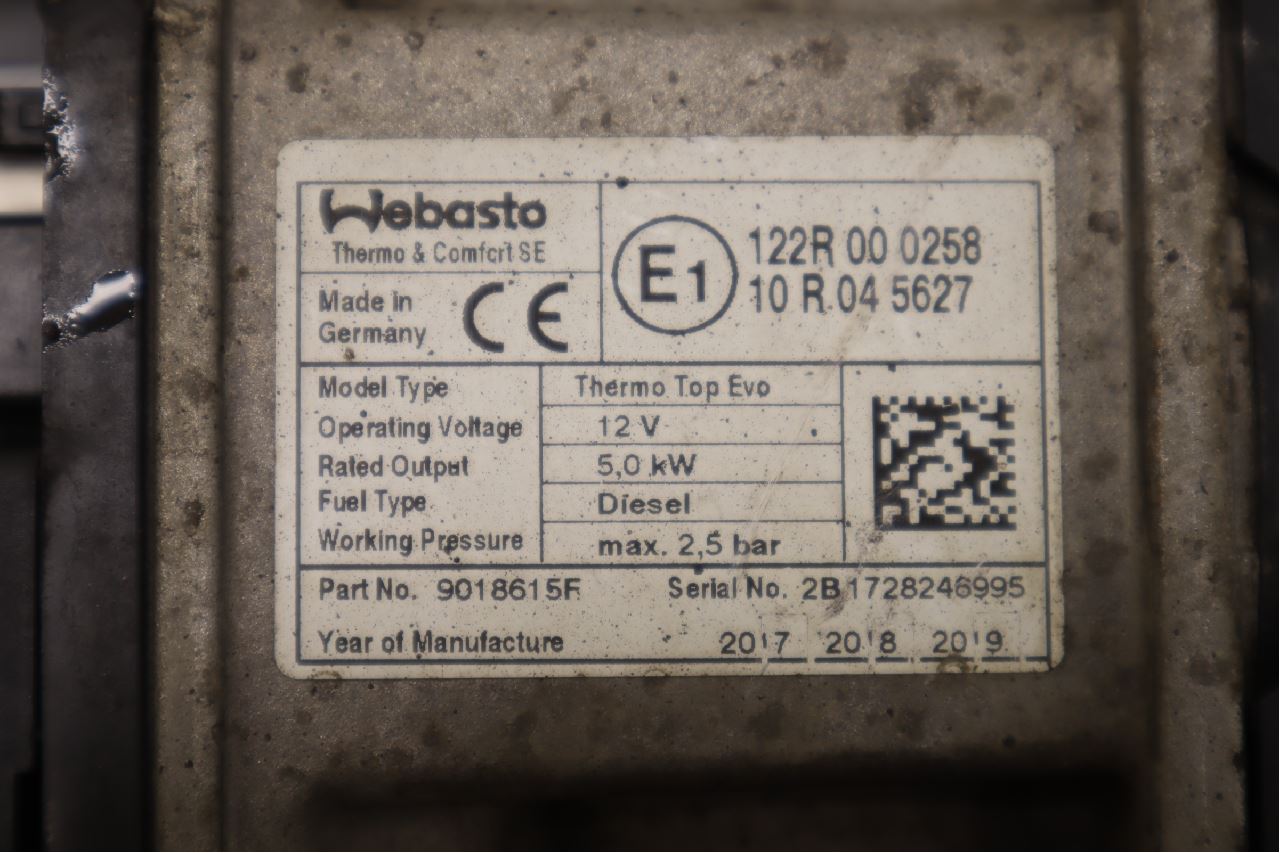 Webasto
Thermo & Comfort SE
Made in
Germany
CE
E1
122R 00 0258
10 R 04 5627
Model Type Thermo Top Evo
Operating Voltage 12 V
Rated Output 5,0 kW
Fuel Type Diesel
Working Pressure max. 2,5 bar
Part No. 9018615F Serial No. 2B1728246995
Year of Manufacture 2017 2018 2019